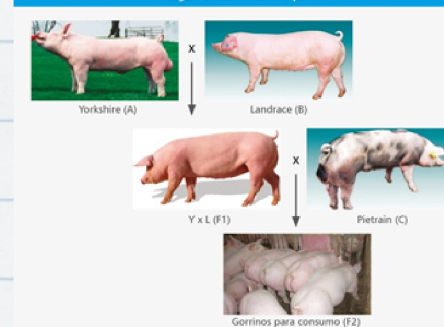 x
Yorkshire (A)
Landrace (B)
x
Y x L (F1)
Pietrain (C)
Gorrinos para consumo (F2)